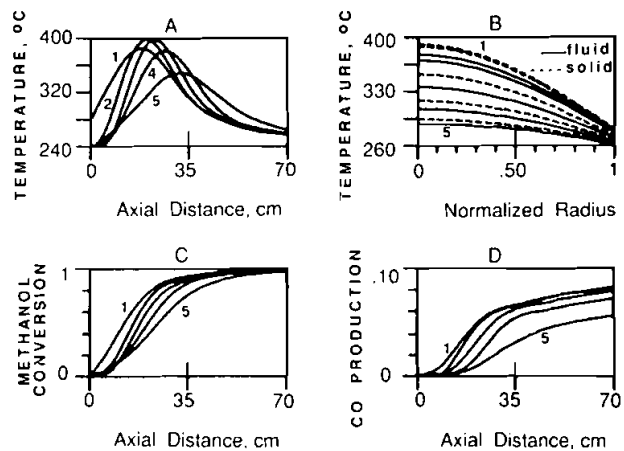 A
TEMPERATURE, °C
400
320
240
1
2
4
5
0
35
70
Axial Distance, cm
B
TEMPERATURE, °C
400
330
260
1
fluid
solid
5
0
.50
1
Normalized Radius
C
METHANOL
CONVERSION
1
0
1
5
0
35
70
Axial Distance, cm
D
CO PRODUCTION
.10
0
1
5
0
35
70
Axial Distance, cm